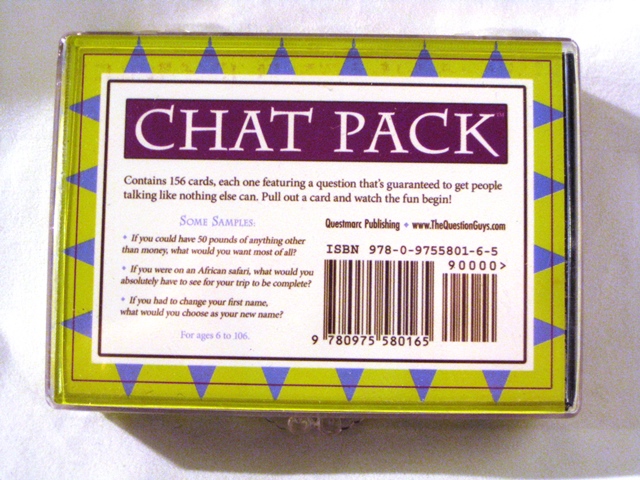 CHAT PACK™
Contains 156 cards, each one featuring a question that's guaranteed to get people
talking like nothing else can. Pull out a card and watch the fun begin!
SOME SAMPLES:
• If you could have 50 pounds of anything other
than money, what would you want most of all?
• If you were on an African safari, what would you
absolutely have to see for your trip to be complete?
• If you had to change your first name,
what would you choose as your new name?
For ages 6 to 106.
Questmarc Publishing • www.TheQuestionGuys.com
ISBN 978-0-9755801-6-5
90000>
9 780975 580165